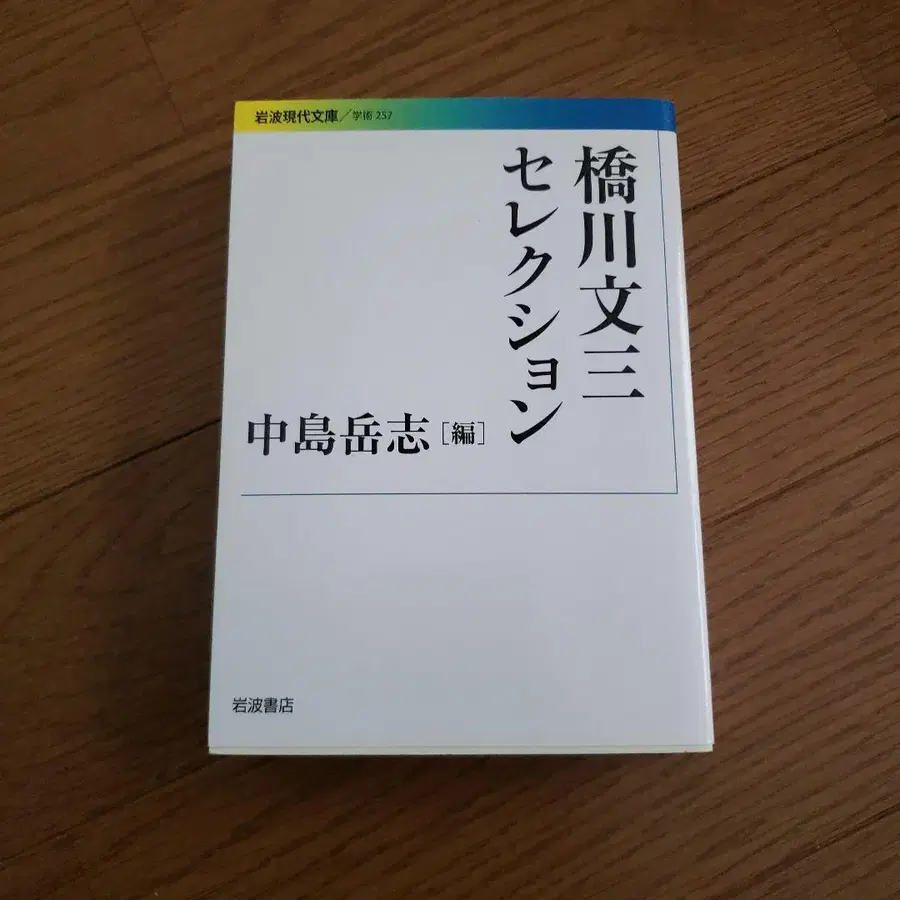 岩波現代文庫／学術 257
橋川文三
セレクション
中島岳志［編］
岩波書店